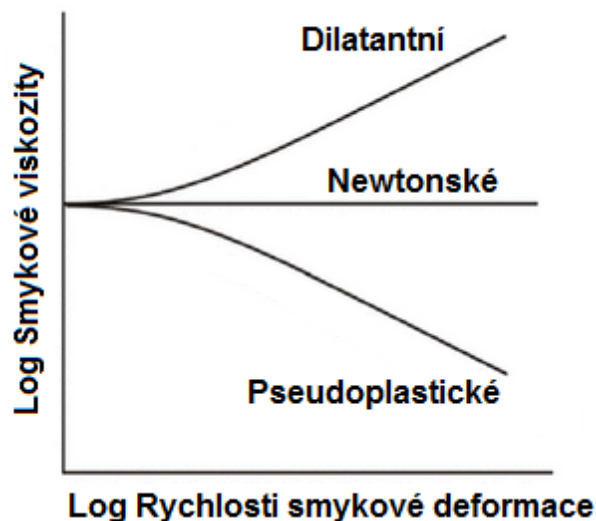 Dilatantní
Newtonské
Pseudoplastické
Log Smykové viskozity
Log Rychlosti smykové deformace